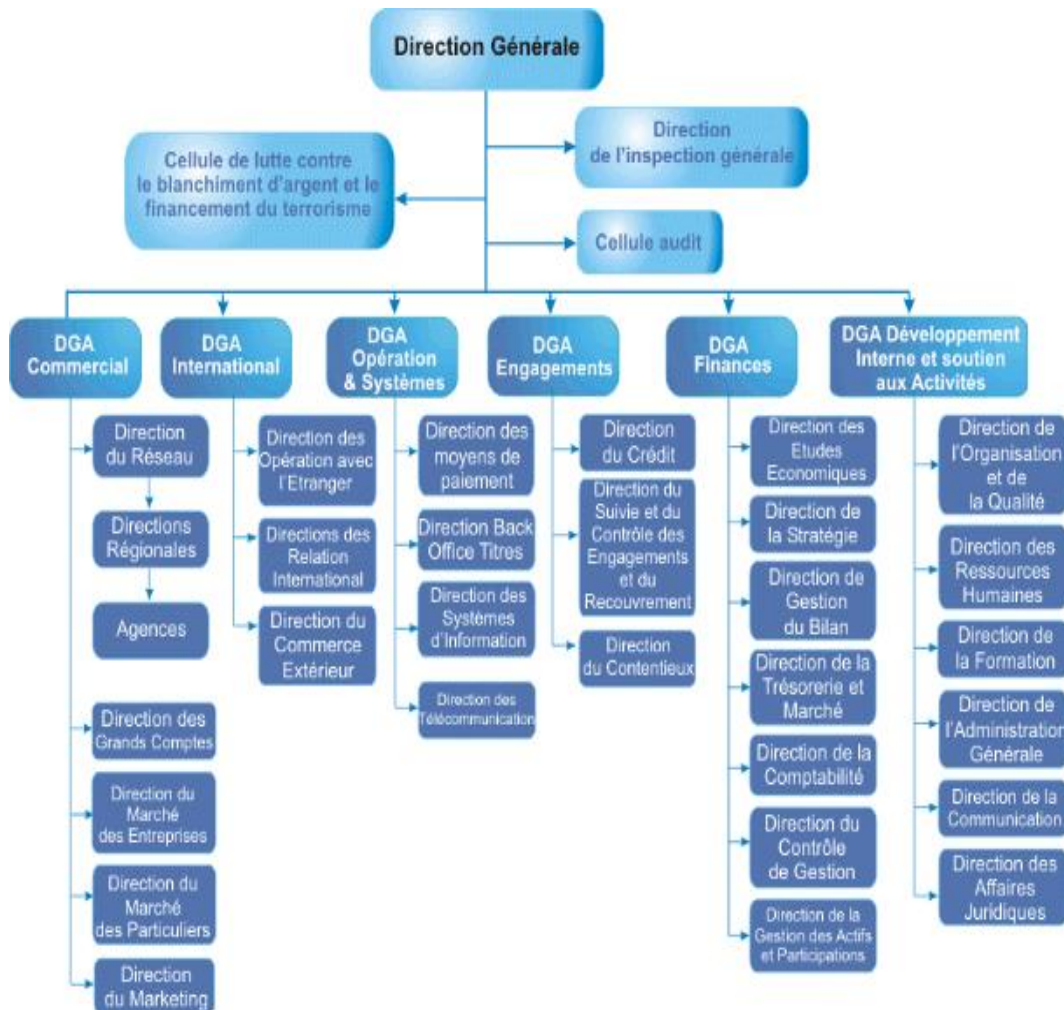 Direction Générale
Direction
de l'inspection générale
Cellule de lutte contre
le blanchiment d'argent et le
financement du terrorisme
Cellule audit
DGA
Commercial
DGA
International
DGA
Opération
& Systèmes
DGA
Engagements
DGA
Finances
DGA Développement
Interne et soutien
aux Activités
Direction
du Réseau
Directions
Régionales
Agences
Direction des
Grands Comptes
Direction du
Marché
des Entreprises
Direction du
Marché
des Particuliers
Direction
du Marketing
Direction des
Opération avec
l'Etranger
Directions des
Relation
International
Direction du
Commerce
Extérieur
Direction des
moyens de
paiement
Direction Back
Office Titres
Direction des
Systèmes
d'Information
Direction des
Télécommunication
Direction
du Crédit
Direction du
Suivie et du
Contrôle des
Engagements
et du
Recouvrement
Direction
du Contentieux
Direction des
Etudes
Economiques
Direction de
la Stratégie
Direction de
Gestion
du Bilan
Direction de la
Trésorerie et
Marché
Direction de la
Comptabilité
Direction du
Contrôle
de Gestion
Direction de la
Gestion des Actifs
et Participations
Direction de
l'Organisation
et de
la Qualité
Direction des
Ressources
Humaines
Direction de
la Formation
Direction de
l'Administration
Générale
Direction de la
Communication
Direction des
Affaires
Juridiques